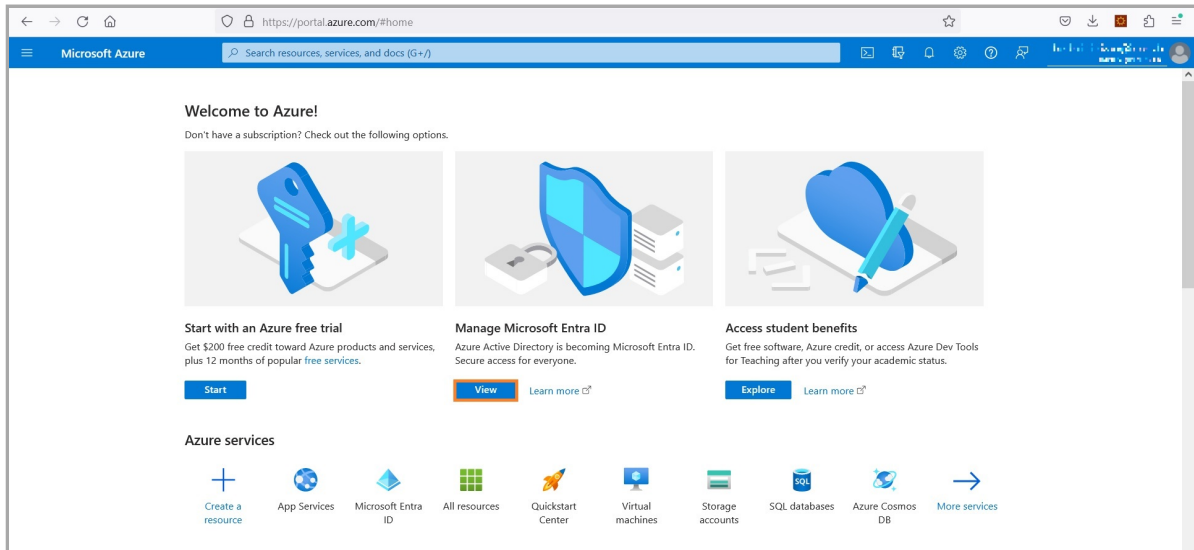 https://portal.azure.com/#home
Microsoft Azure
Search resources, services, and docs (G+/)
Welcome to Azure!
Don't have a subscription? Check out the following options.
Start with an Azure free trial
Get $200 free credit toward Azure products and services,
plus 12 months of popular free services.
Start
Manage Microsoft Entra ID
Azure Active Directory is becoming Microsoft Entra ID.
Secure access for everyone.
View Learn more
Access student benefits
Get free software, Azure credit, or access Azure Dev Tools
for Teaching after you verify your academic status.
Explore Learn more
Azure services
Create a
resource
App Services
Microsoft Entra
ID
All resources
Quickstart
Center
Virtual
machines
Storage
accounts
SQL
SQL databases
Azure Cosmos
DB
More services